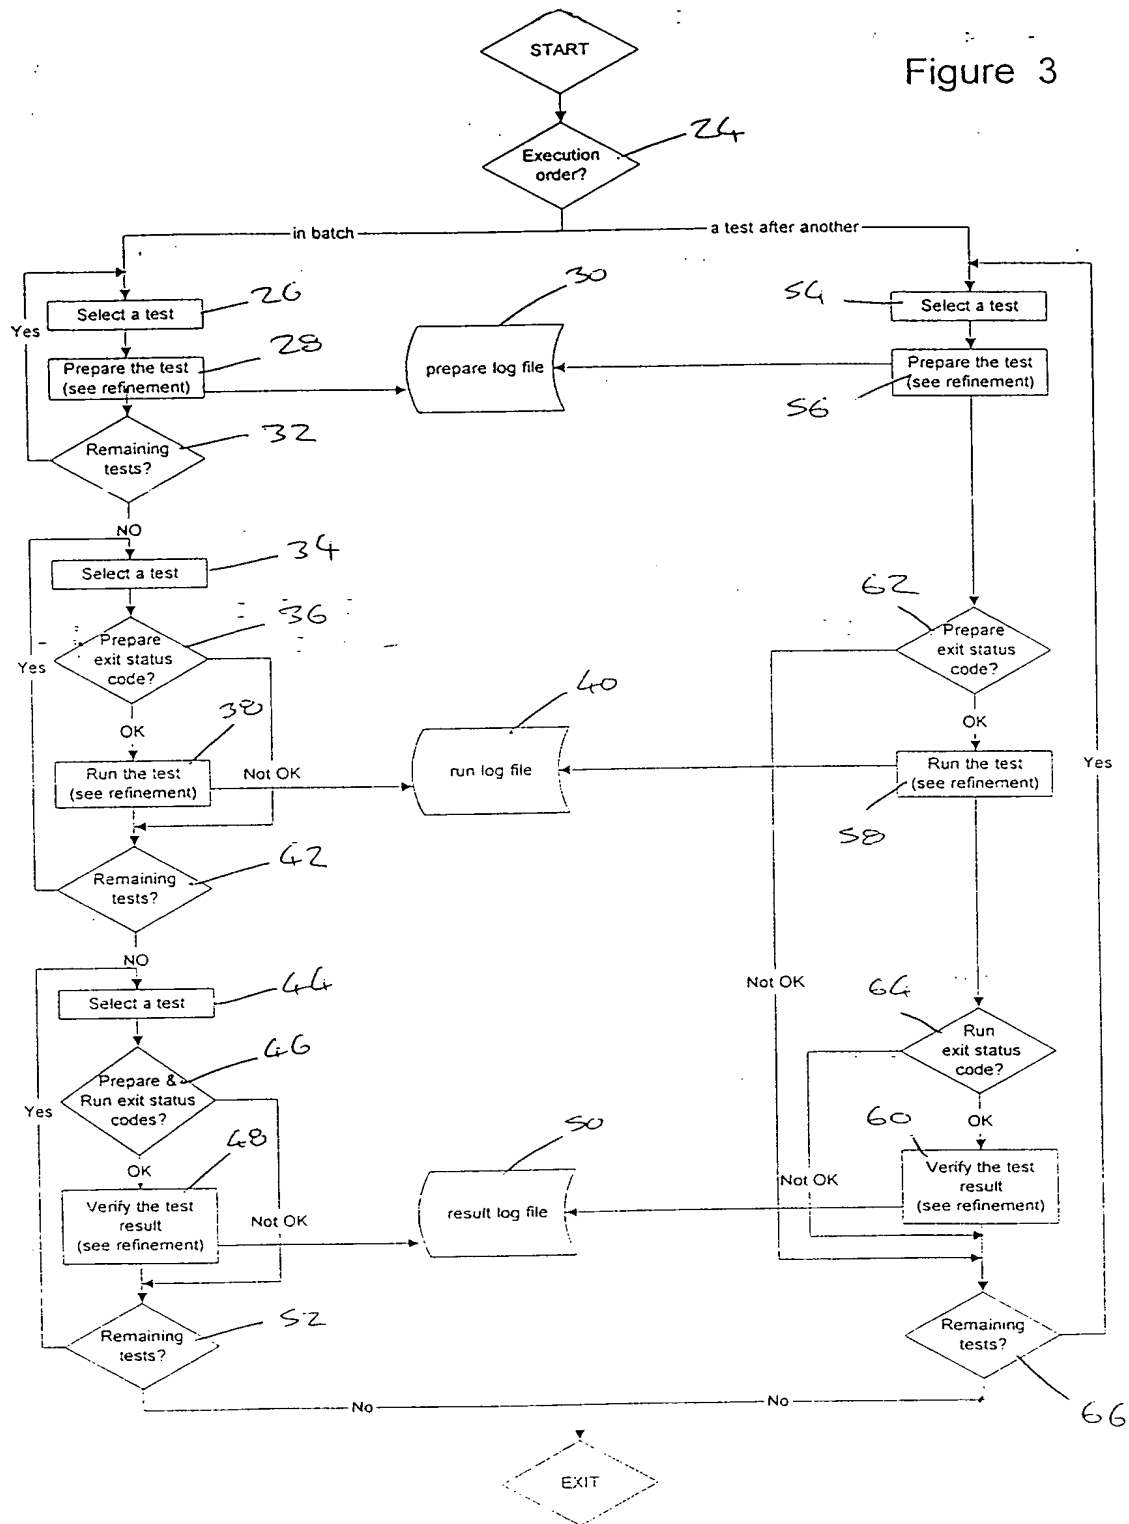 Figure 3
START
24
Execution
order?
in batch
a test after another
26
Select a test
Yes
28
Prepare the test
(see refinement)
32
Remaining
tests?
NO
30
prepare log file
54
Select a test
Prepare the test
(see refinement)
56
34
Select a test
36
Prepare
exit status
code?
Yes
OK
38
Run the test
(see refinement)
Not OK
42
Remaining
tests?
NO
40
run log file
62
Prepare
exit status
code?
OK
Run the test
(see refinement)
58
Yes
Not OK
44
Select a test
46
Prepare &
Run exit status
codes?
Yes
OK
48
Verify the test
result
(see refinement)
Not OK
50
result log file
64
Run
exit status
code?
OK
60
Verify the test
result
(see refinement)
Not OK
52
Remaining
tests?
Remaining
tests?
66
No
No
EXIT